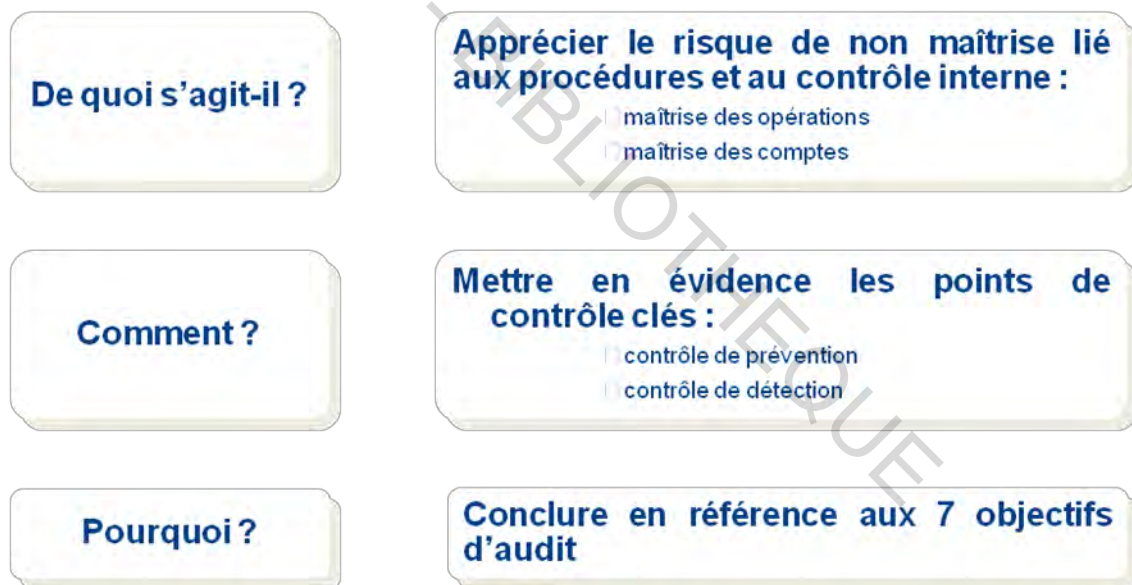 De quoi s'agit-il ?
Apprécier le risque de non maîtrise lié
aux procédures et au contrôle interne :
maîtrise des opérations
maîtrise des comptes
Comment ?
Mettre en évidence les points de
contrôle clés :
contrôle de prévention
contrôle de détection
Pourquoi ?
Conclure en référence aux 7 objectifs
d'audit
- BIBLIOTHEQUE